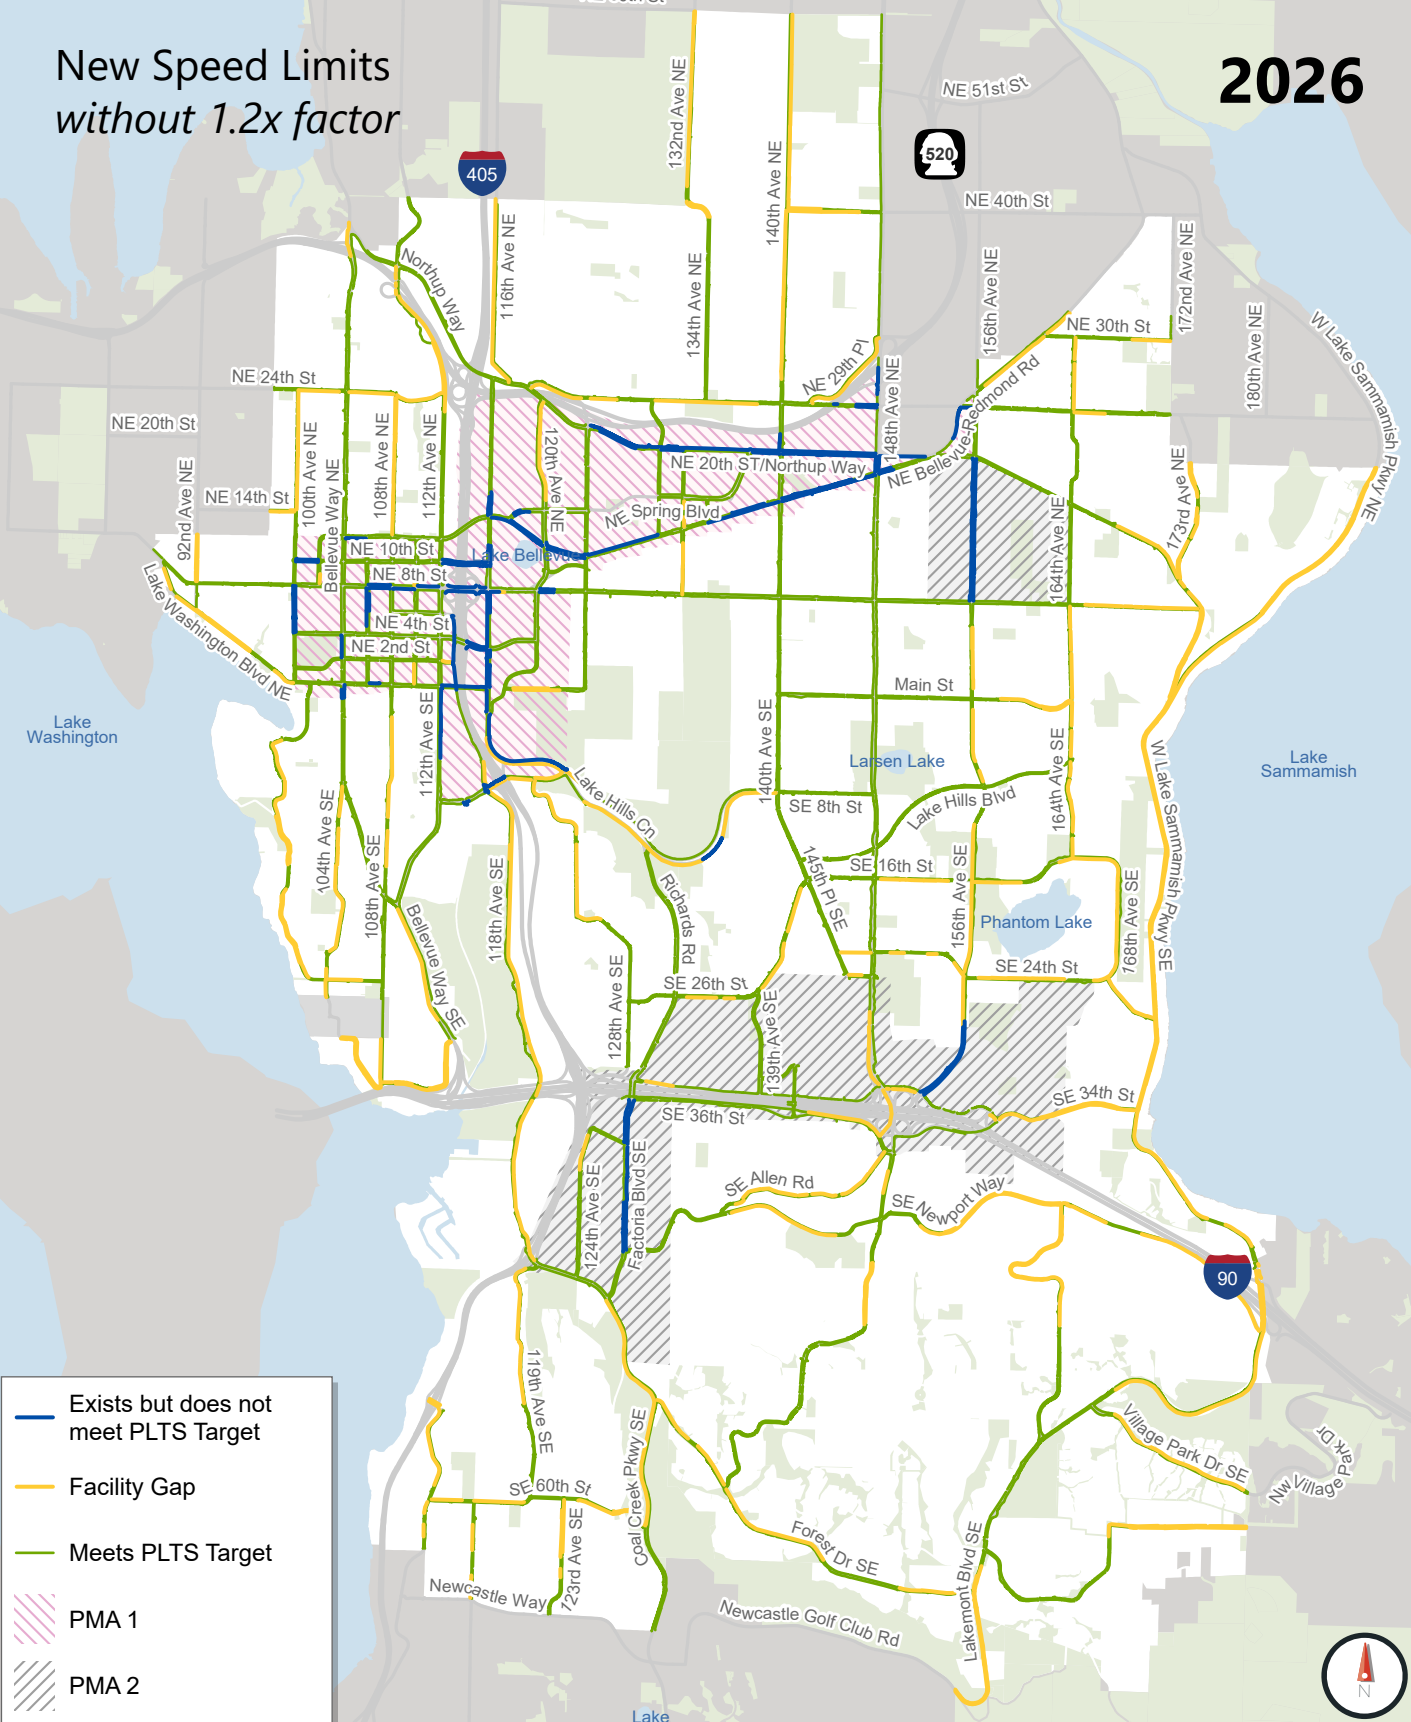 New Speed Limits
without 1.2x factor
2026
405
520
132nd Ave NE
NE 51st St
NE 40th St
140th Ave NE
116th Ave NE
Northup Way
134th Ave NE
156th Ave NE
172nd Ave NE
NE 30th St
180th Ave NE
W Lake Sammamish Pkwy NE
NE 29th Pl
148th Ave NE
NE Bellevue-Redmond Rd
NE 24th St
NE 20th St
92nd Ave NE
NE 14th St
100th Ave NE
Bellevue Way NE
108th Ave NE
112th Ave NE
120th Ave NE
NE 20th ST/Northup Way
NE Spring Blvd
173rd Ave NE
164th Ave NE
NE 10th St
Lake Bellevue
NE 8th St
NE 4th St
NE 2nd St
Lake Washington Blvd NE
Main St
Lake
Washington
112th Ave SE
140th Ave SE
Larsen Lake
164th Ave SE
W Lake Sammamish Pkwy SE
Lake
Sammamish
Lake Hills Cn
SE 8th St
Lake Hills Blvd
104th Ave SE
108th Ave SE
118th Ave SE
Richards Rd
145th Pl SE
SE 16th St
156th Ave SE
Phantom Lake
168th Ave SE
Bellevue Way SE
SE 24th St
128th Ave SE
SE 26th St
139th Ave SE
SE 34th St
SE 36th St
124th Ave SE
Factoria Blvd SE
SE Allen Rd
SE Newport Way
90
119th Ave SE
Coal Creek Pkwy SE
SE 60th St
123rd Ave SE
Newcastle Way
Forest Dr SE
Newcastle Golf Club Rd
Lakemont Blvd SE
Village Park Dr SE
Nw Village Park Dr
Lake
N
Exists but does not
meet PLTS Target
Facility Gap
Meets PLTS Target
PMA 1
PMA 2